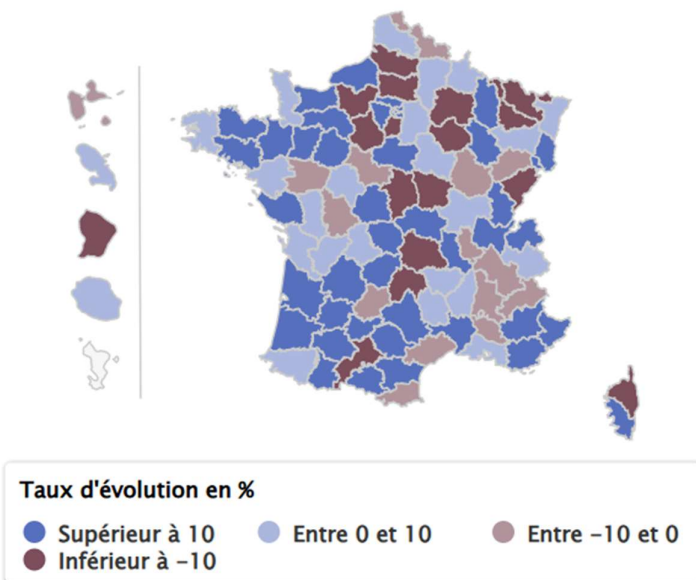 Taux d'évolution en %
Supérieur à 10 Entre 0 et 10 Entre −10 et 0
Inférieur à −10